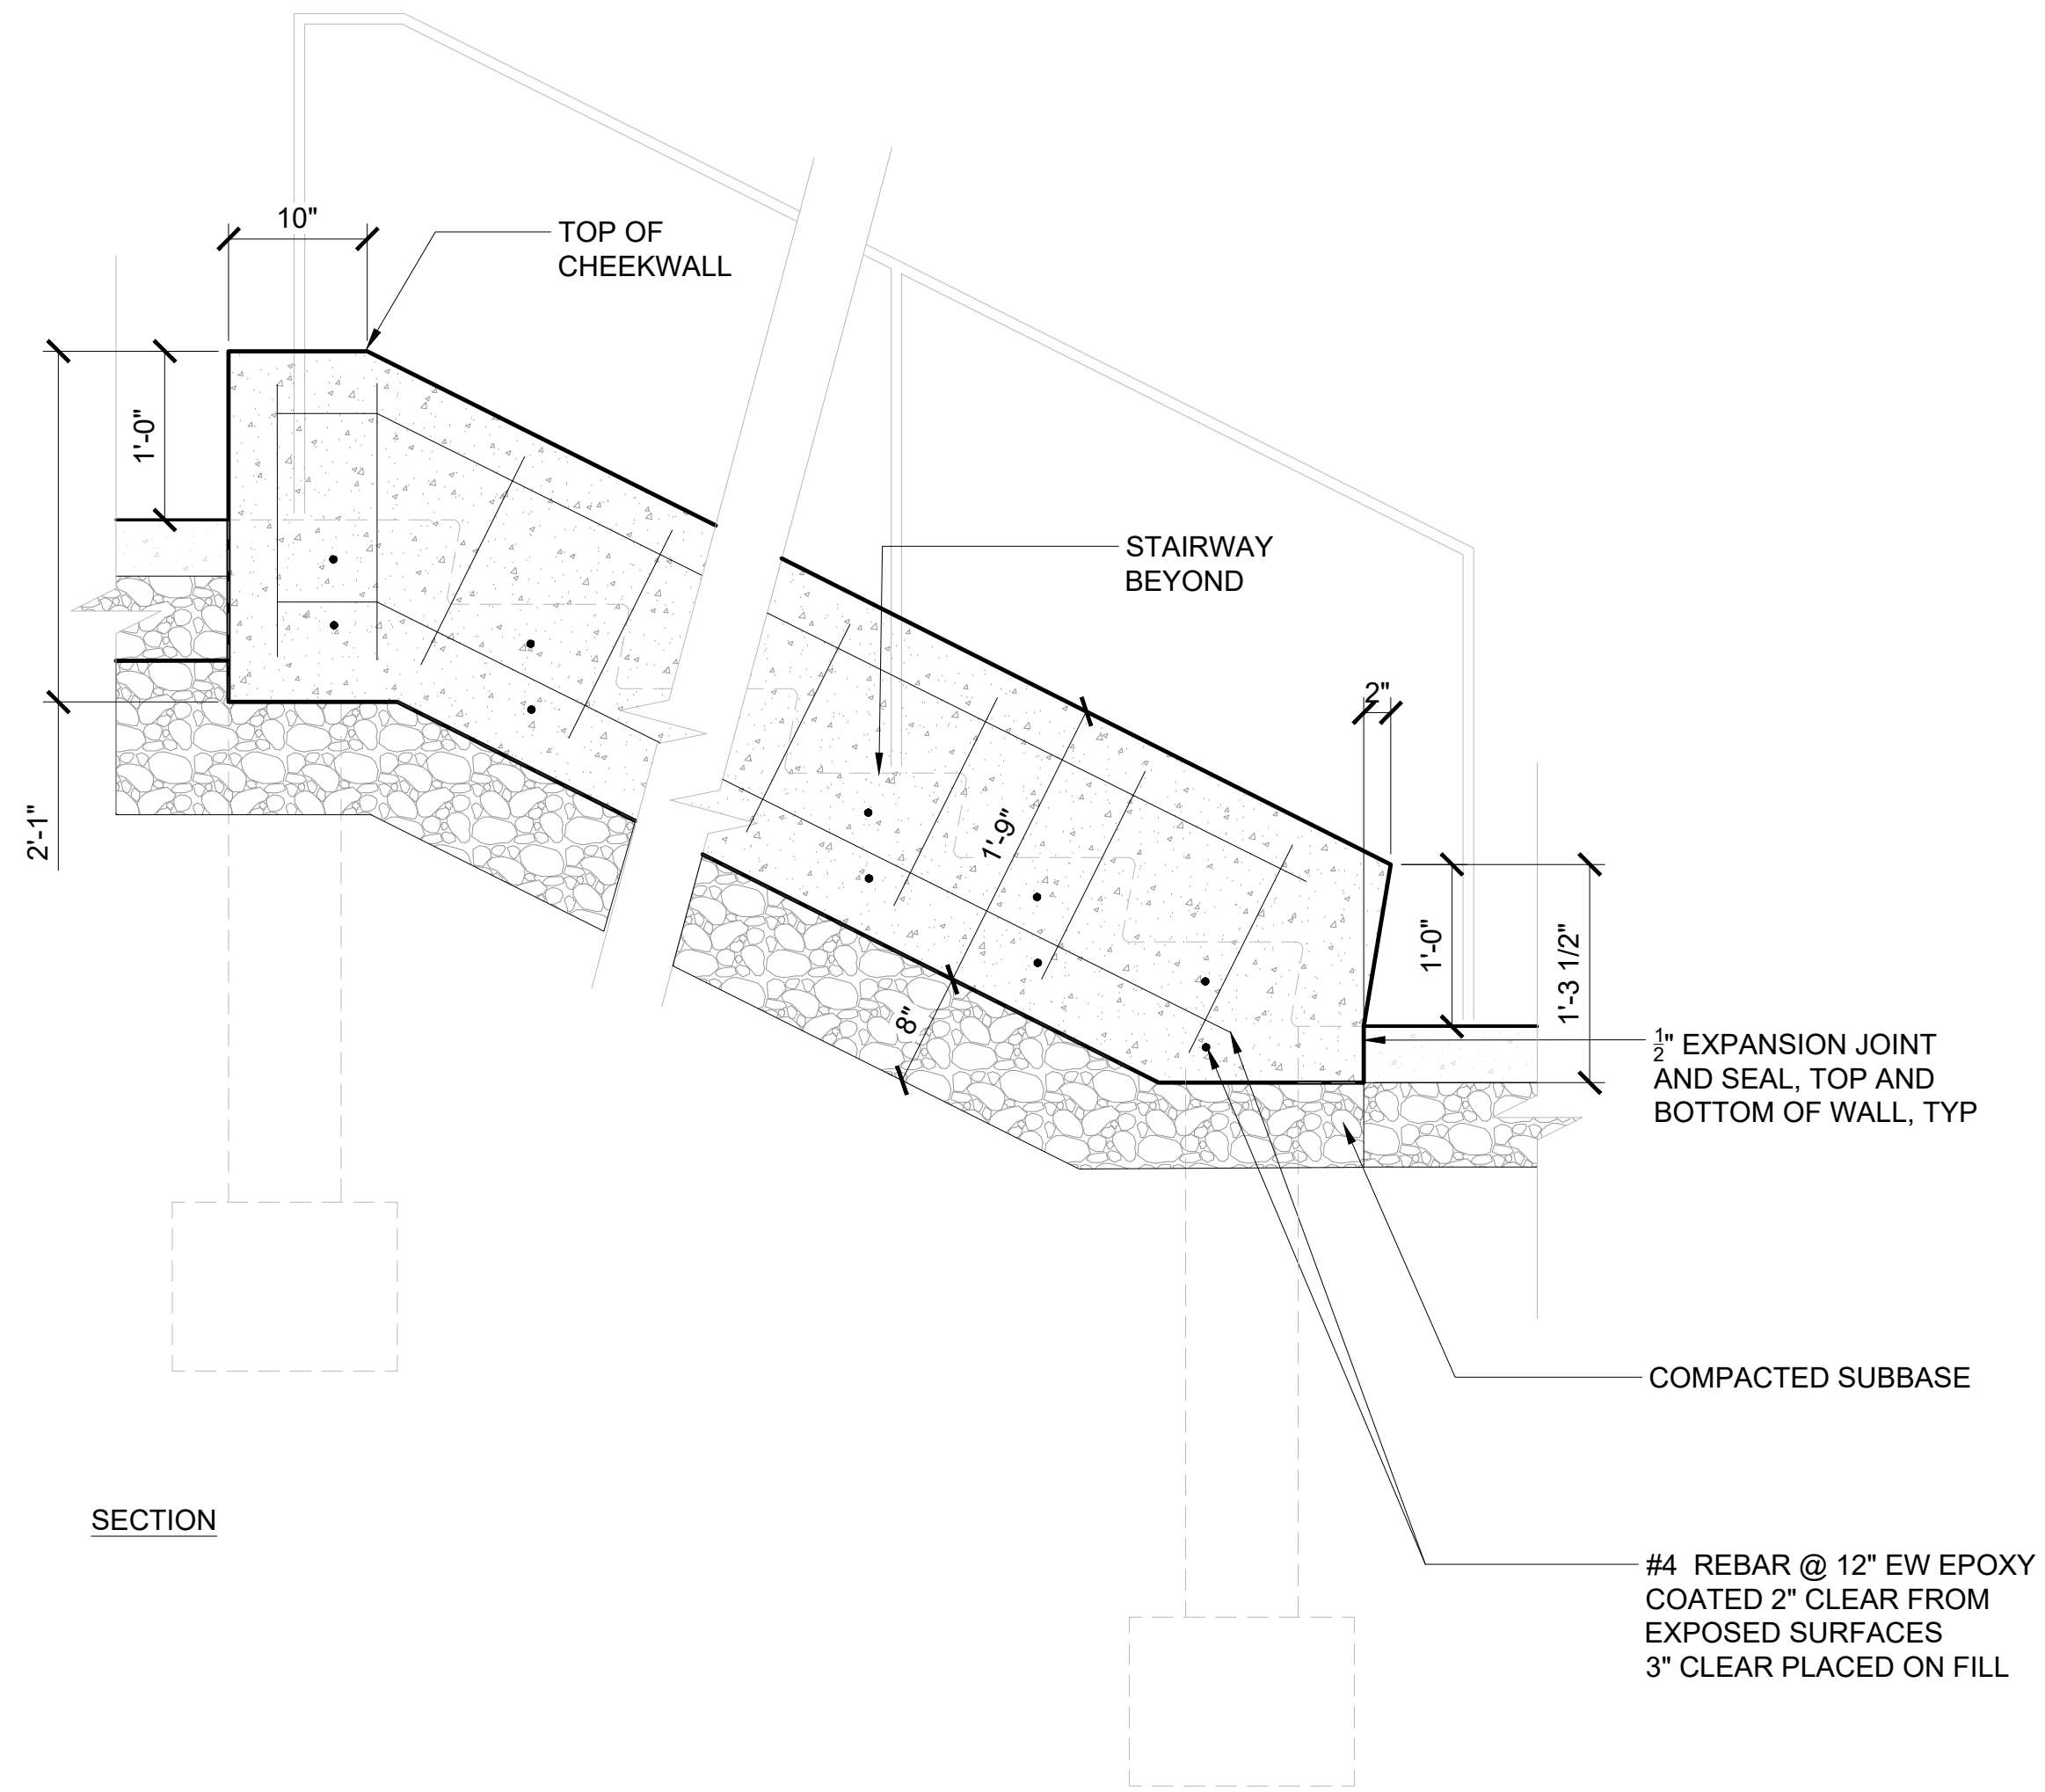 10"
TOP OF
CHEEKWALL
1'-0"
2'-1"
STAIRWAY
BEYOND
2"
1'-9"
8"
1'-0"
1'-3 1/2"
½" EXPANSION JOINT
AND SEAL, TOP AND
BOTTOM OF WALL, TYP
COMPACTED SUBBASE
SECTION
#4 REBAR @ 12" EW EPOXY
COATED 2" CLEAR FROM
EXPOSED SURFACES
3" CLEAR PLACED ON FILL